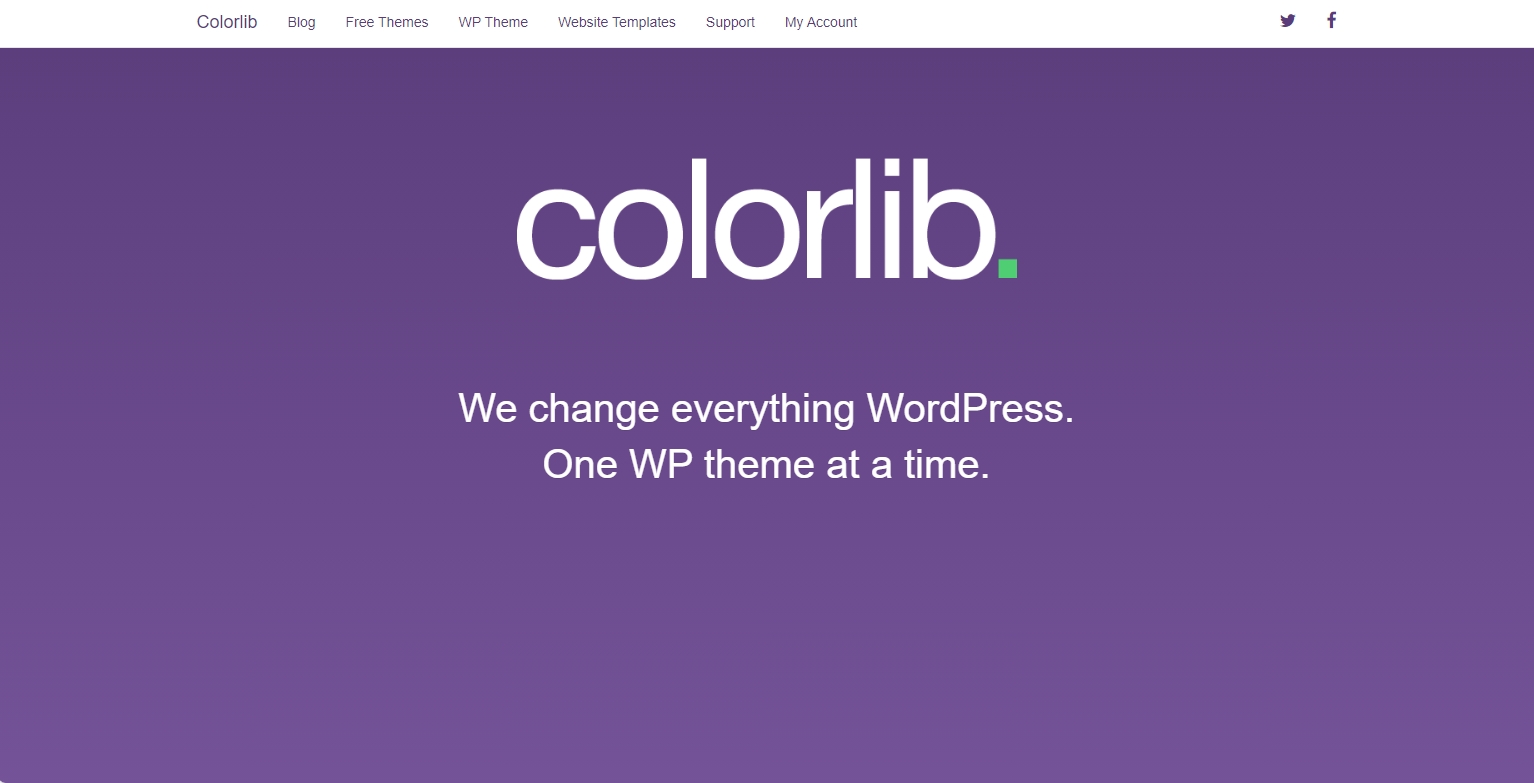 Colorlib Blog Free Themes WP Theme Website Templates Support My Account
colorlib.
We change everything WordPress.
One WP theme at a time.